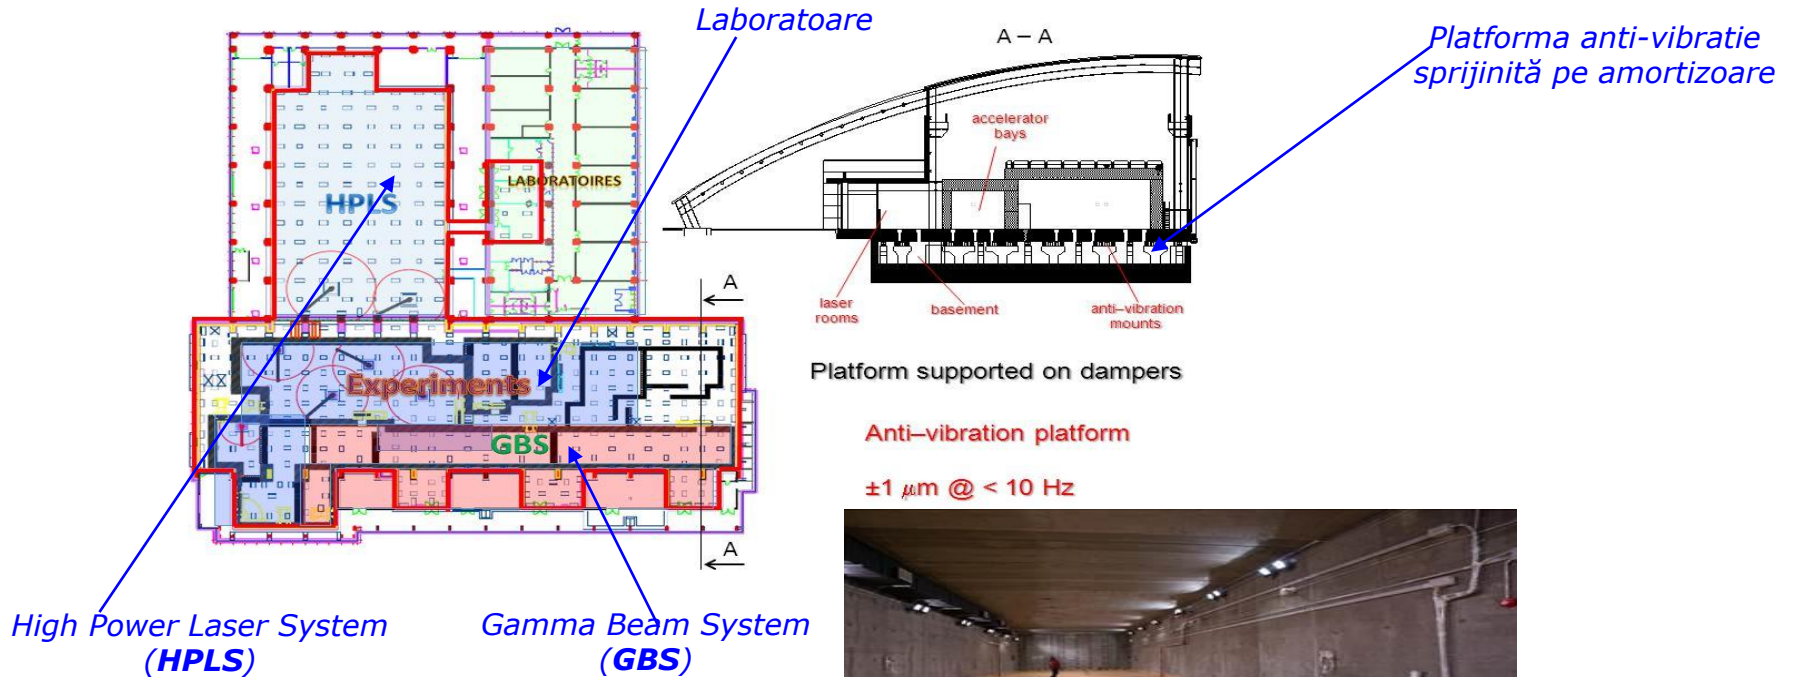 Laboratoare
A – A
Platforma anti-vibratie
sprijinită pe amortizoare
accelerator
bays
LABORATOIRES
HPLS
A
laser
rooms
basement
anti–vibration
mounts
Platform supported on dampers
Experiments
GBS
Anti–vibration platform
±1 μm @ < 10 Hz
A
High Power Laser System
(HPLS)
Gamma Beam System
(GBS)